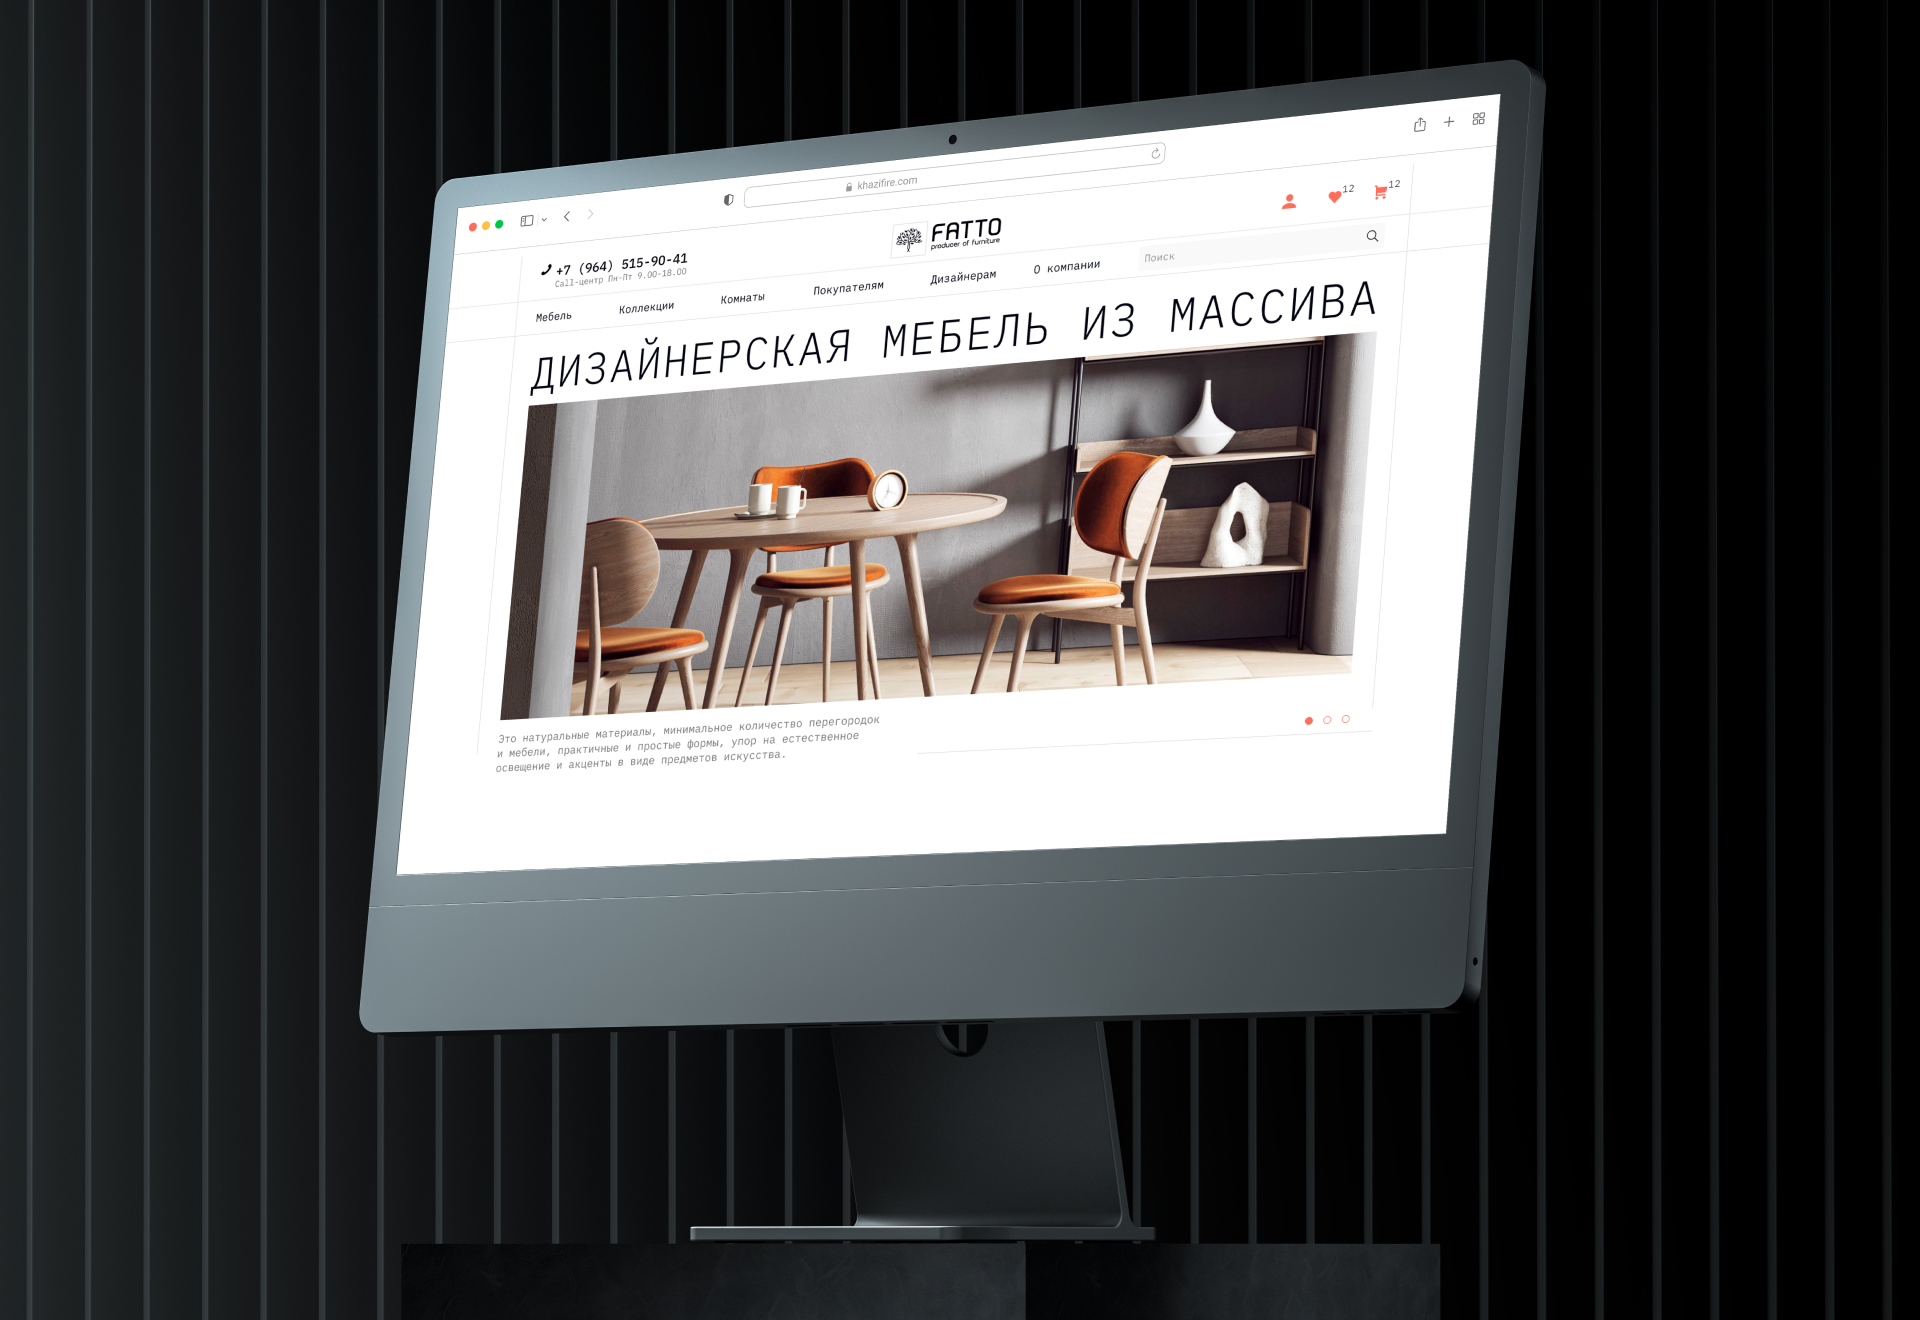 khazifire.com
+7 (964) 515-90-41
Call-центр Пн-Пт 9.00-18.00
FATTO
producer of furniture
12
12
Мебель
Коллекции
Комнаты
Покупателям
Дизайнерам
О компании
Поиск
ДИЗАЙНЕРСКАЯ МЕБЕЛЬ ИЗ МАССИВА
Это натуральные материалы, минимальное количество перегородок
и мебели, практичные и простые формы, упор на естественное
освещение и акценты в виде предметов искусства.